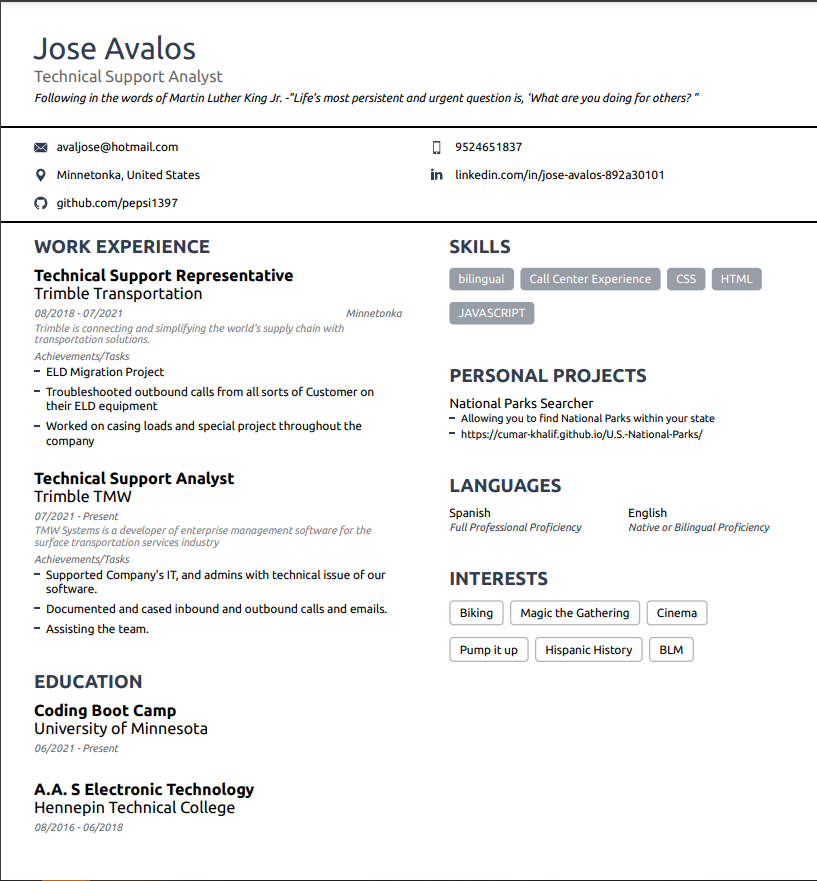 Jose Avalos
Technical Support Analyst
Following in the words of Martin Luther King Jr. -"Life's most persistent and urgent question is, 'What are you doing for others? "
avaljose@hotmail.com
9524651837
Minnetonka, United States
linkedin.com/in/jose-avalos-892a30101
github.com/pepsi1397
WORK EXPERIENCE
Technical Support Representative
Trimble Transportation
08/2018 - 07/2021
Minnetonka
Trimble is connecting and simplifying the world's supply chain with
transportation solutions.
Achievements/Tasks
ELD Migration Project
Troubleshooted outbound calls from all sorts of Customer on
their ELD equipment
Worked on casing loads and special project throughout the
company
Technical Support Analyst
Trimble TMW
07/2021 - Present
TMW Systems is a developer of enterprise management software for the
surface transportation services industry
Achievements/Tasks
Supported Company's IT, and admins with technical issue of our
software.
Documented and cased inbound and outbound calls and emails.
Assisting the team.
EDUCATION
Coding Boot Camp
University of Minnesota
06/2021 - Present
A.A. S Electronic Technology
Hennepin Technical College
08/2016 - 06/2018
SKILLS
bilingual
Call Center Experience
CSS
HTML
JAVASCRIPT
PERSONAL PROJECTS
National Parks Searcher
Allowing you to find National Parks within your state
https://cumar-khalif.github.io/U.S.-National-Parks/
LANGUAGES
Spanish
Full Professional Proficiency
English
Native or Bilingual Proficiency
INTERESTS
Biking
Magic the Gathering
Cinema
Pump it up
Hispanic History
BLM